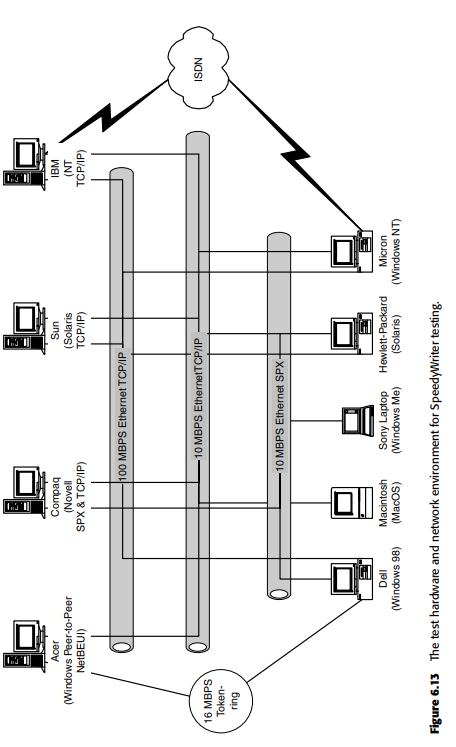 Acer
(Windows Peer-to-Peer
NetBEUI)
Compaq
(Novell
SPX & TCP/IP)
Sun
(Solaris
TCP/IP)
IBM
(NT
TCP/IP)
100 MBPS Ethernet TCP/IP
10 MBPS EthernetTCP/IP
10 MBPS Ethernet SPX
ISDN
16 MBPS
Token-
ring
Dell
(Windows 98)
Macintosh
(MacOS)
Sony Laptop
(Windows Me)
Hewlett-Packard
(Solaris)
Micron
(Windows NT)
Figure 6.13 The test hardware and network environment for SpeedyWriter testing.